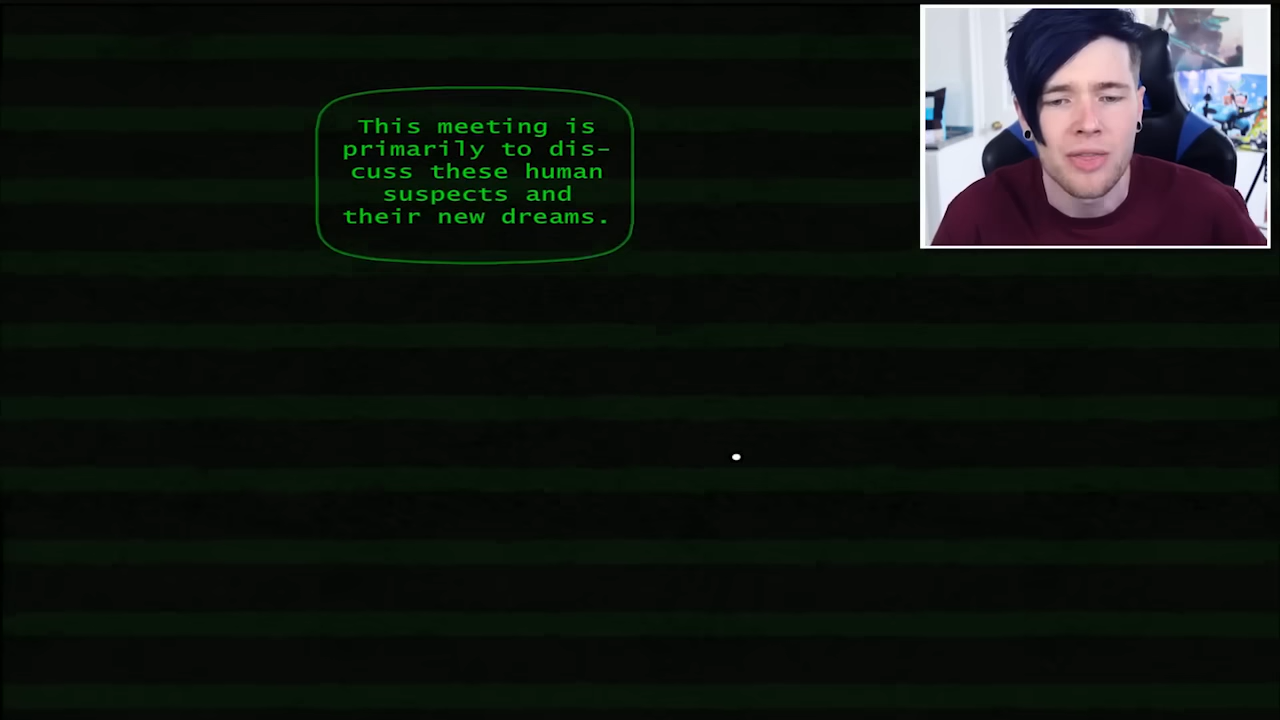 This meeting is
primarily to dis-
cuss these human
suspects and
their new dreams.